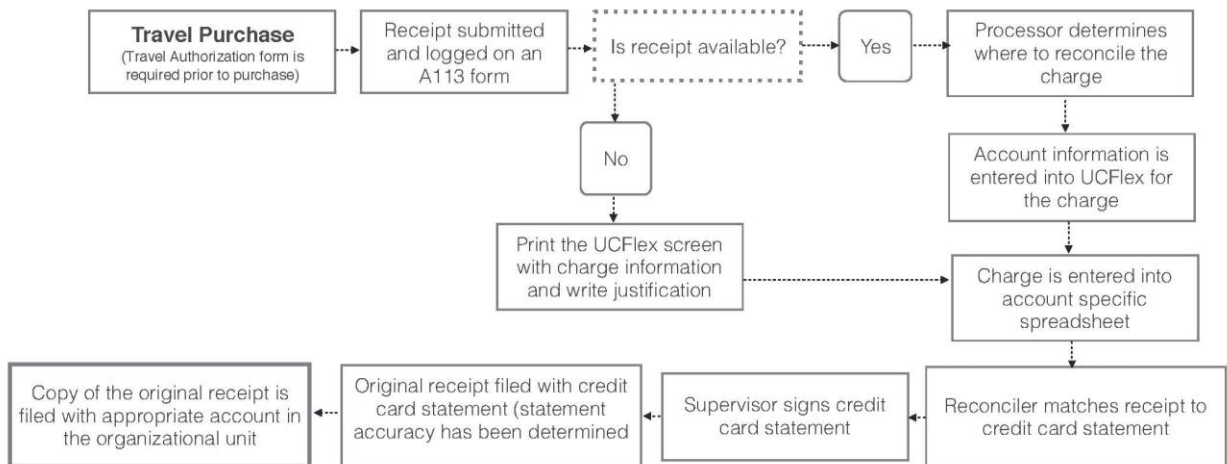 Travel Purchase
(Travel Authorization form is
required prior to purchase)
Receipt submitted
and logged on an
A113 form
Is receipt available?
Yes
Processor determines
where to reconcile the
charge
No
Account information is
entered into UCFlex for
the charge
Print the UCFlex screen
with charge information
and write justification
Charge is entered into
account specific
spreadsheet
Copy of the original receipt is
filed with appropriate account in
the organizational unit
Original receipt filed with credit
card statement (statement
accuracy has been determined
Supervisor signs credit
card statement
Reconciler matches receipt to
credit card statement